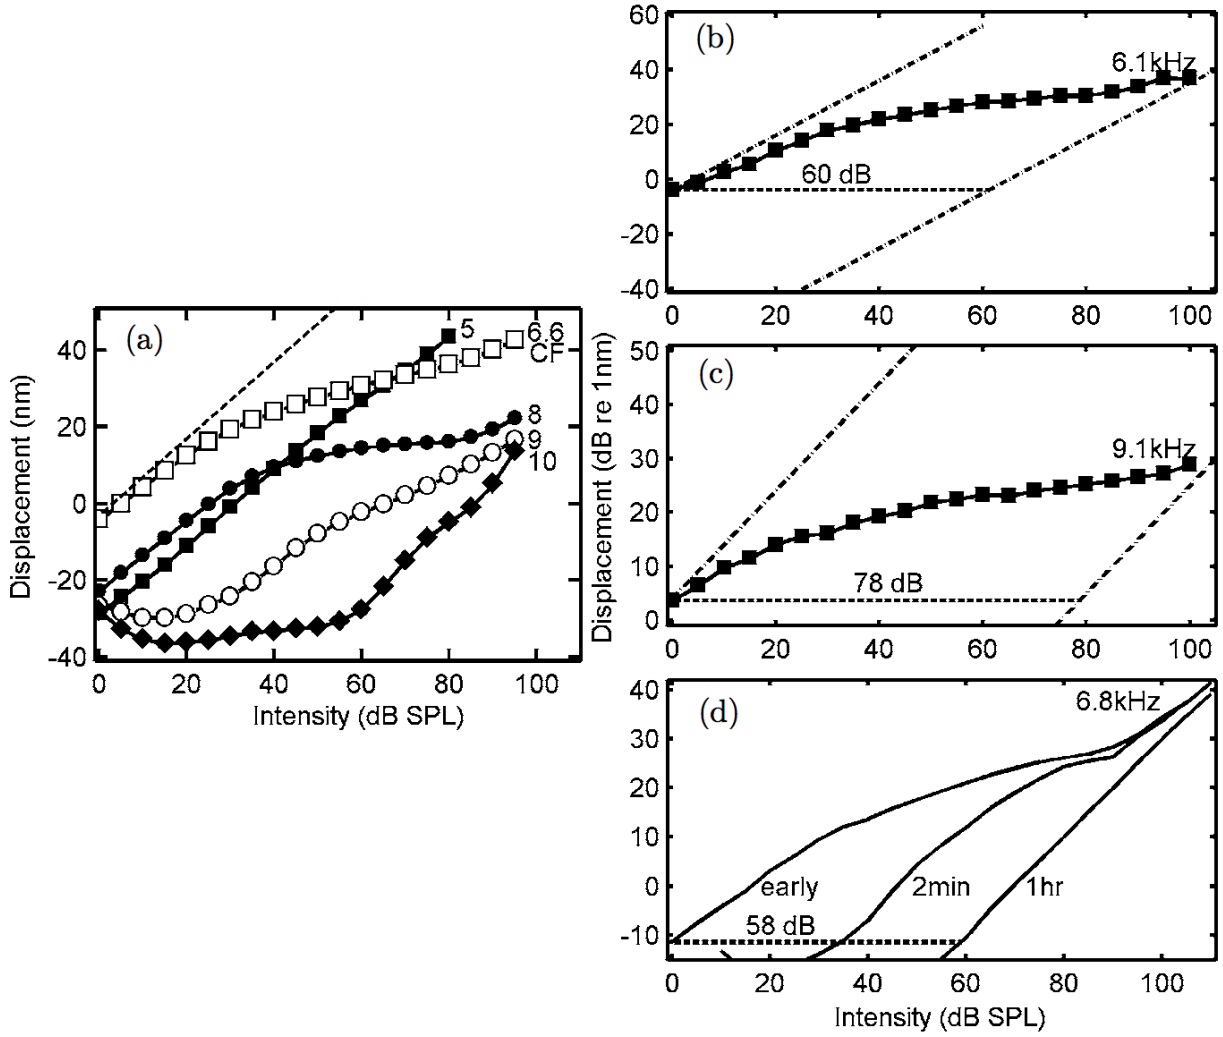 (a)
Displacement (nm)
40
20
0
-20
-40
5
6.6
CF
8
9
10
0 20 40 60 80 100
Intensity (dB SPL)
(b)
60
40
20
0
-20
-40
6.1kHz
60 dB
0 20 40 60 80 100
Displacement (dB re 1nm)
(c)
50
40
30
20
10
0
9.1kHz
78 dB
0 20 40 60 80 100
(d)
40
30
20
10
0
-10
6.8kHz
early
2min
1hr
58 dB
0 20 40 60 80 100
Intensity (dB SPL)